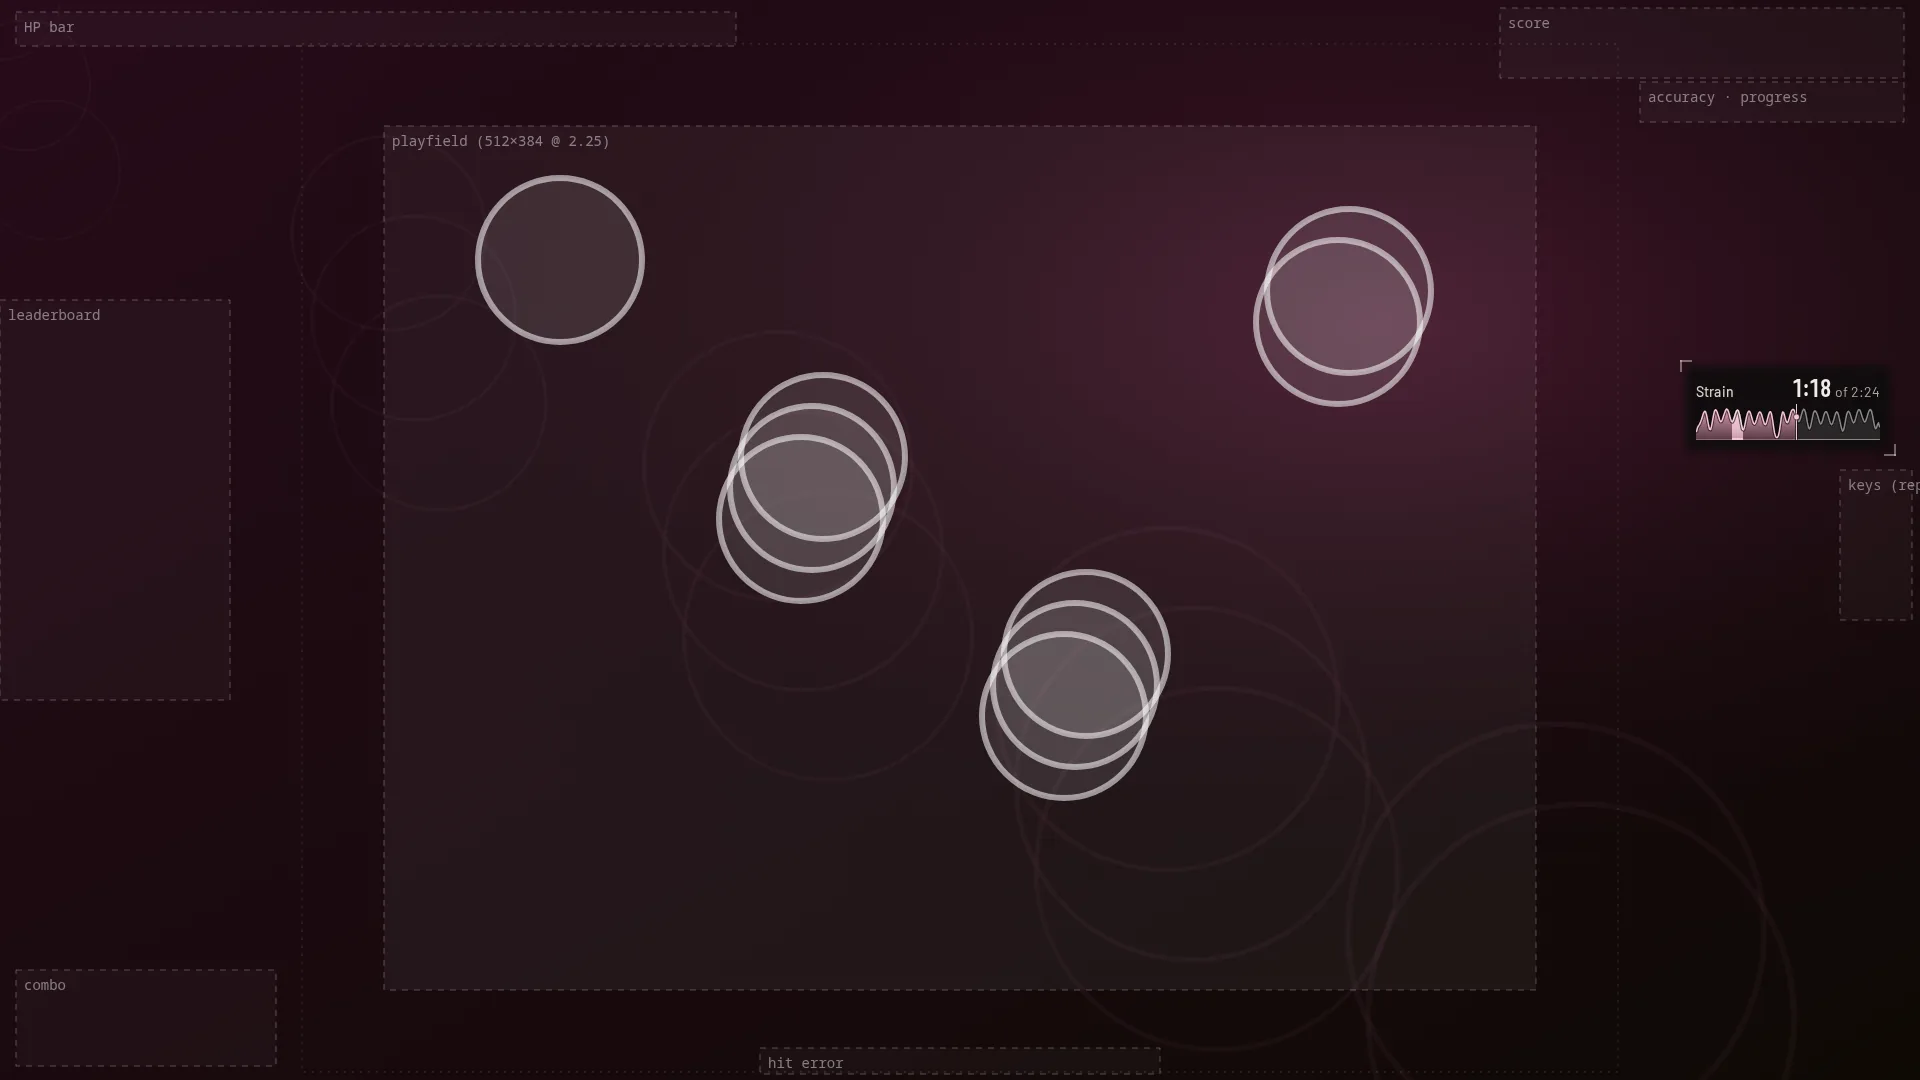 HP bar
score
accuracy · progress
playfield (512×384 @ 2.25)
leaderboard
Strain 1:18 of 2:24
keys (rep
combo
hit error